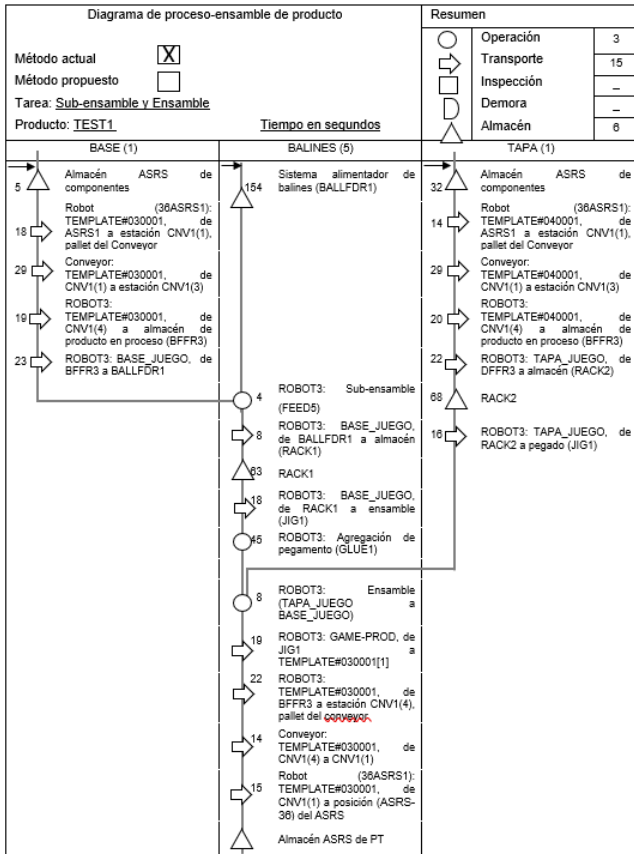 Diagrama de proceso-ensamble de producto
Método actual X
Método propuesto
Tarea: Sub-ensamble y Ensamble
Producto: TEST1 Tiempo en segundos
Resumen
Operación 3
Transporte 15
Inspección –
Demora –
Almacén 6
BASE (1)
5 Almacén ASRS de
componentes
Robot (36ASRS1):
18 TEMPLATE#030001, de
ASRS1 a estación CNV1(1),
pallet del Conveyor
Conveyor:
29 TEMPLATE#030001, de
CNV1(1) a estación CNV1(3)
ROBOT3:
19 TEMPLATE#030001, de
CNV1(4) a almacén de
producto en proceso (BFFR3)
23 ROBOT3: BASE_JUEGO, de
BFFR3 a BALLFDR1
BALINES (5)
154 Sistema alimentador de
balines (BALLFDR1)
4 ROBOT3: Sub-ensamble
(FEED5)
8 ROBOT3: BASE_JUEGO,
de BALLFDR1 a almacén
(RACK1)
63 RACK1
18 ROBOT3: BASE_JUEGO,
de RACK1 a ensamble
(JIG1)
45 ROBOT3: Agregación de
pegamento (GLUE1)
8 ROBOT3: Ensamble
(TAPA_JUEGO a
BASE_JUEGO)
19 ROBOT3: GAME-PROD, de
JIG1 a
TEMPLATE#030001[1]
22 ROBOT3:
TEMPLATE#030001, de
BFFR3 a estación CNV1(4),
pallet del conveyor
14 Conveyor:
TEMPLATE#030001, de
CNV1(4) a CNV1(1)
15 Robot (36ASRS1):
TEMPLATE#030001, de
CNV1(1) a posición (ASRS-
36) del ASRS
Almacén ASRS de PT
TAPA (1)
32 Almacén ASRS de
componentes
Robot (36ASRS1):
14 TEMPLATE#040001, de
ASRS1 a estación CNV1(1),
pallet del Conveyor
Conveyor:
29 TEMPLATE#040001, de
CNV1(1) a estación CNV1(3)
ROBOT3:
20 TEMPLATE#040001, de
CNV1(4) a almacén de
producto en proceso (BFFR3)
22 ROBOT3: TAPA_JUEGO, de
DFFR3 a almacén (RACK2)
68 RACK2
16 ROBOT3: TAPA_JUEGO, de
RACK2 a pegado (JIG1)